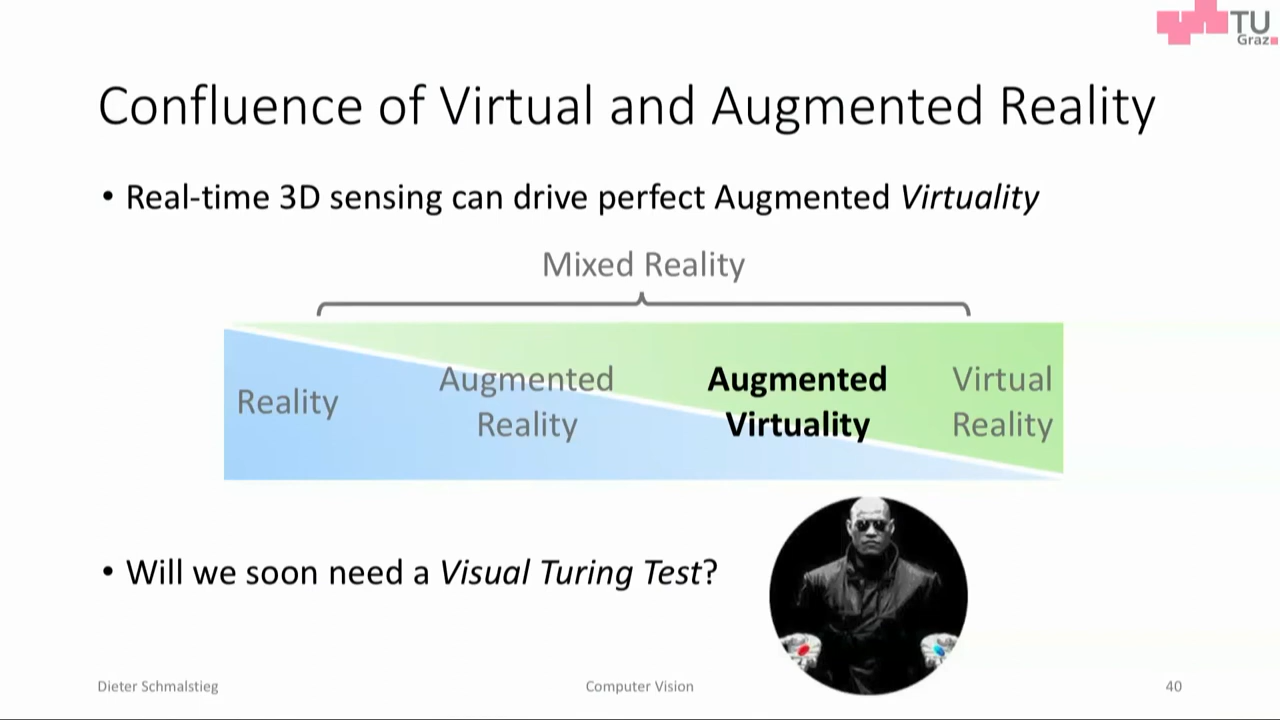 TU
Graz
Confluence of Virtual and Augmented Reality
• Real-time 3D sensing can drive perfect Augmented Virtuality
Mixed Reality
Reality
Augmented
Reality
Augmented
Virtuality
Virtual
Reality
• Will we soon need a Visual Turing Test?
Dieter Schmalstieg
Computer Vision
40